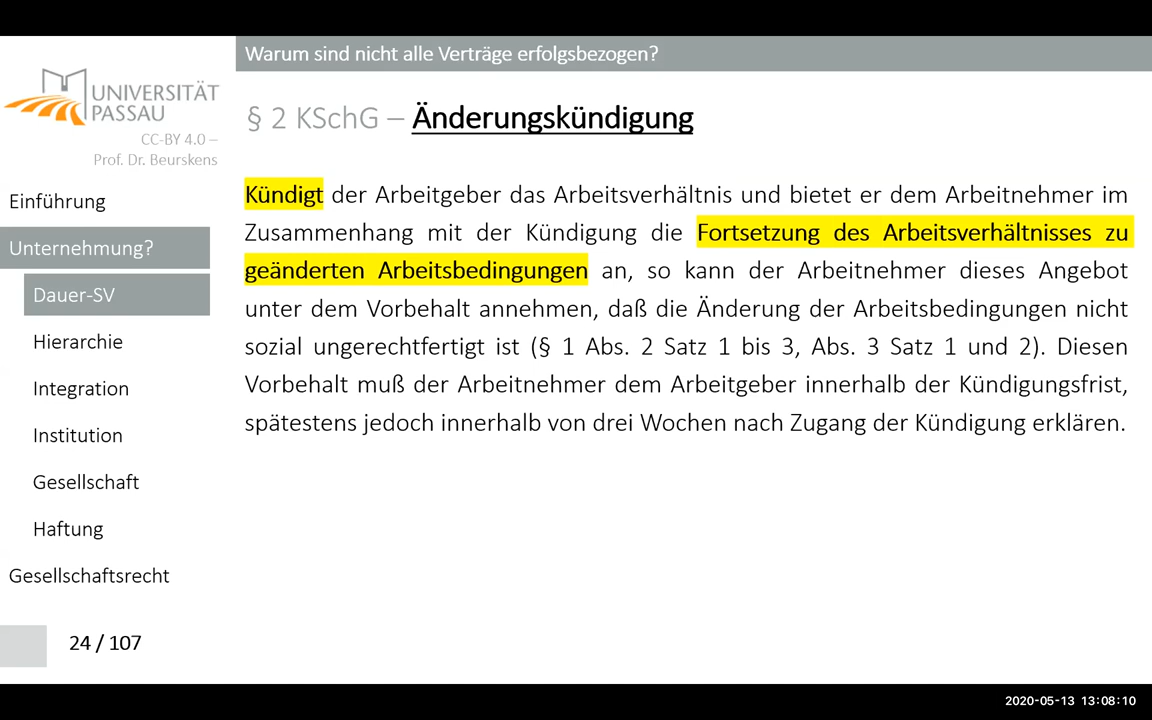 Warum sind nicht alle Verträge erfolgsbezogen?
UNIVERSITÄT
PASSAU
CC-BY 4.0 –
Prof. Dr. Beurskens
Einführung
Unternehmung?
Dauer-SV
Hierarchie
Integration
Institution
Gesellschaft
Haftung
Gesellschaftsrecht
24 / 107
§ 2 KSchG – Änderungskündigung
Kündigt der Arbeitgeber das Arbeitsverhältnis und bietet er dem Arbeitnehmer im
Zusammenhang mit der Kündigung die Fortsetzung des Arbeitsverhältnisses zu
geänderten Arbeitsbedingungen an, so kann der Arbeitnehmer dieses Angebot
unter dem Vorbehalt annehmen, daß die Änderung der Arbeitsbedingungen nicht
sozial ungerechtfertigt ist (§ 1 Abs. 2 Satz 1 bis 3, Abs. 3 Satz 1 und 2). Diesen
Vorbehalt muß der Arbeitnehmer dem Arbeitgeber innerhalb der Kündigungsfrist,
spätestens jedoch innerhalb von drei Wochen nach Zugang der Kündigung erklären.
2020-05-13 13:08:10